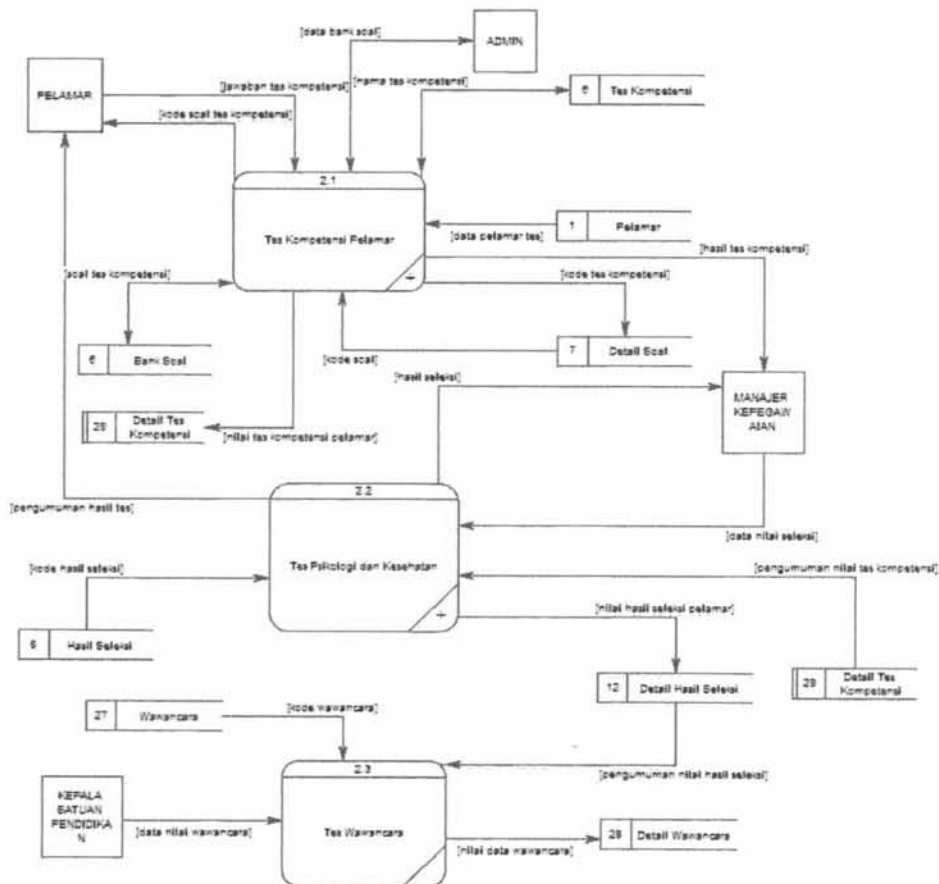 [data bank soal]
ADMIN
PELAMAR
[jawaban tes kompetensi]
[nama tes kompetensi]
6 Tes Kompetensi
[kode soal tes kompetensi]
2.1
Tes Kompetensi Pelamar
1 Pelamar
[data pelamar tes]
[hasil tes kompetensi]
[soal tes kompetensi]
[kode tes kompetensi]
6 Bank Soal
[kode soal]
7 Detail Soal
[hasil seleksi]
MANAJER
KEPEGAW
AIAN
29 Detail Tes
Kompetensi
[nilai tes kompetensi pelamar]
2.2
[pengumuman hasil tes]
[data nilai seleksi]
Tes Psikologi dan Kesehatan
[kode hasil seleksi]
[pengumuman nilai tes kompetensi]
[nilai hasil seleksi pelamar]
5 Hasil Seleksi
12 Detail Hasil Seleksi
29 Detail Tes
Kompetensi
27 Wawancara
[kode wawancara]
2.3
[pengumuman nilai hasil seleksi]
KEPALA
SATUAN
PENDIDIKA
N
[data nilai wawancara]
Tes Wawancara
28 Detail Wawancara
[nilai data wawancara]